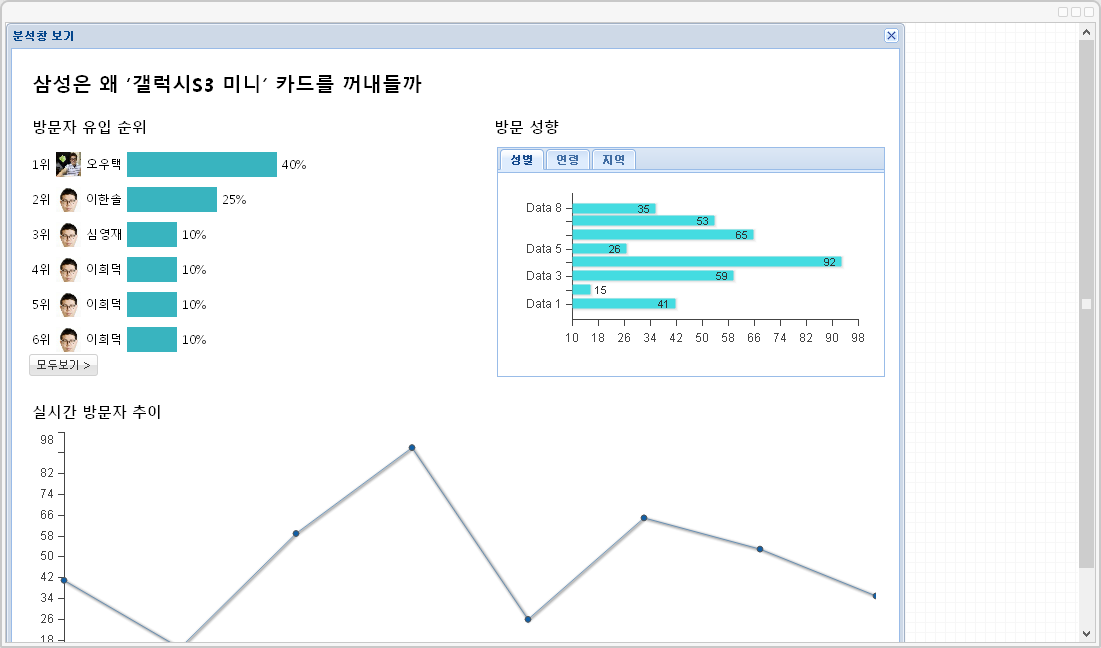 분석창 보기
삼성은 왜 '갤럭시S3 미니' 카드를 꺼내들까
방문자 유입 순위
1위 오우택 40%
2위 이한솔 25%
3위 심영재 10%
4위 이희덕 10%
5위 이희덕 10%
6위 이희덕 10%
모두보기 >
방문 성향
성별 연령 지역
Data 8 35
53
65
Data 5 26
92
Data 3 59
15
Data 1 41
10 18 26 34 42 50 58 66 74 82 90 98
실시간 방문자 추이
98
82
74
66
58
50
42
34
26
18